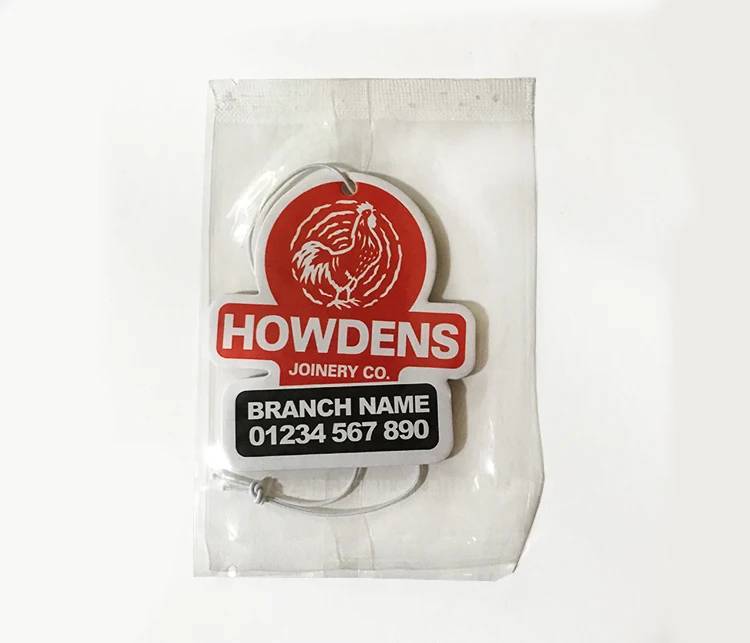 HOWDENS
JOINERY CO.
BRANCH NAME
01234 567 890